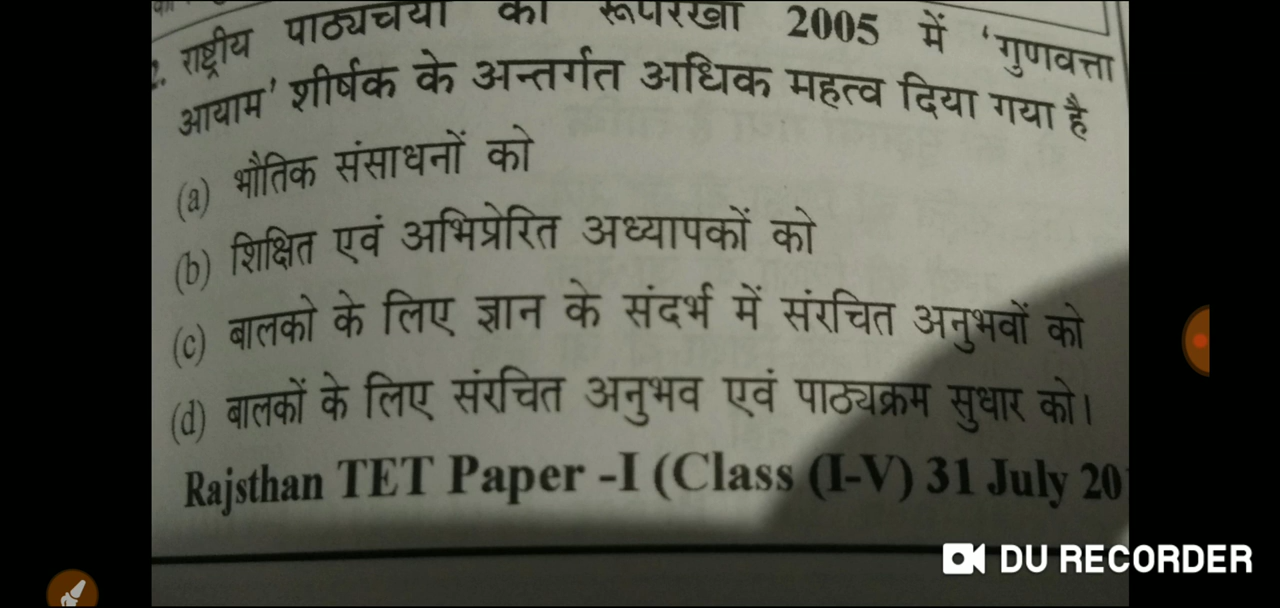 राष्ट्रीय पाठ्यचर्या की रूपरेखा 2005 में 'गुणवत्ता
आयाम' शीर्षक के अन्तर्गत अधिक महत्व दिया गया है
(a) भौतिक संसाधनों को
(b) शिक्षित एवं अभिप्रेरित अध्यापकों को
(c) बालको के लिए ज्ञान के संदर्भ में संरचित अनुभवों को
(d) बालकों के लिए संरचित अनुभव एवं पाठ्यक्रम सुधार को।
Rajsthan TET Paper -I (Class (I-V) 31 July 20
DU RECORDER